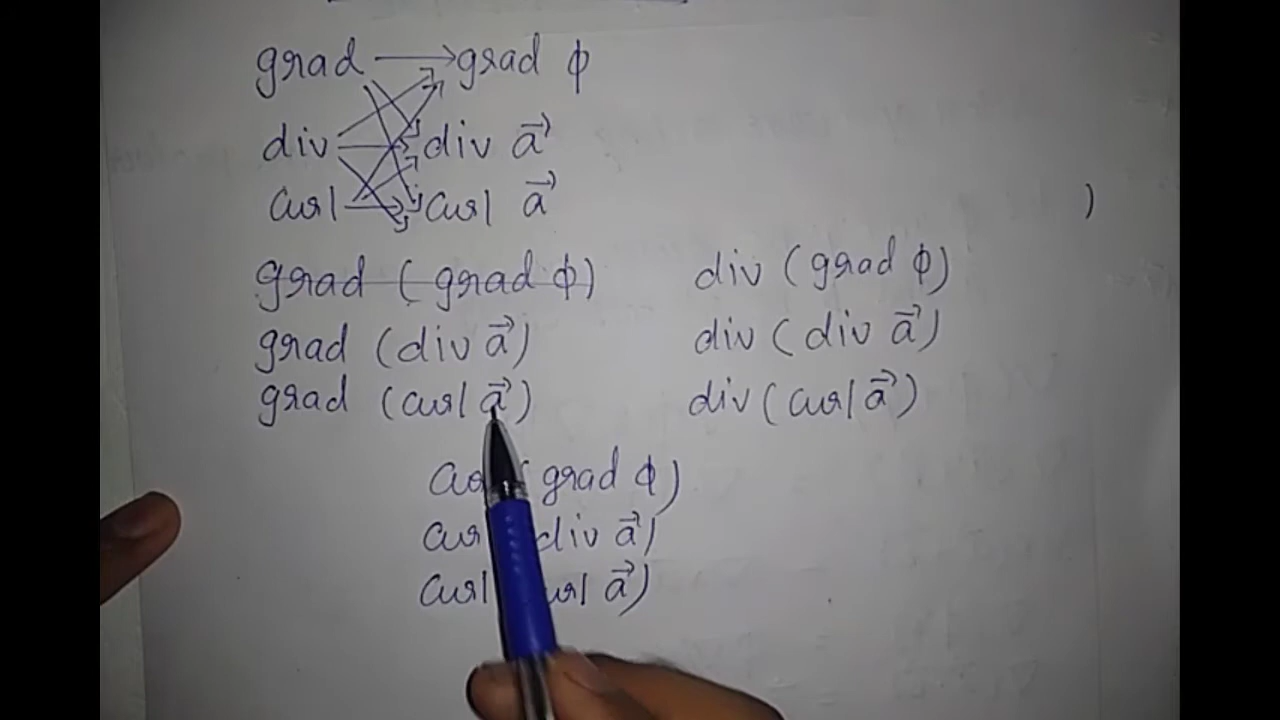 grad → grad ϕ
div div a⃗
curl curl a⃗
grad ( grad ϕ) div (grad ϕ)
grad (div a⃗) div ( div a⃗)
grad (curl a⃗) div (curl a⃗)
grad ϕ)
div a⃗)
curl a⃗)